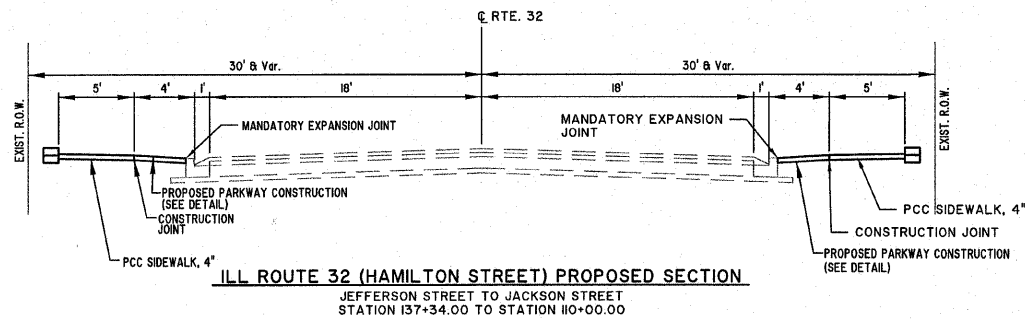 ℄ RTE. 32
30' & Var.
30' & Var.
5'
4'
1'
18'
18'
1'
4'
5'
EXIST. R.O.W.
EXIST. R.O.W.
MANDATORY EXPANSION JOINT
MANDATORY EXPANSION
JOINT
PROPOSED PARKWAY CONSTRUCTION
(SEE DETAIL)
CONSTRUCTION
JOINT
PCC SIDEWALK, 4"
PCC SIDEWALK, 4"
CONSTRUCTION JOINT
PROPOSED PARKWAY CONSTRUCTION
(SEE DETAIL)
ILL ROUTE 32 (HAMILTON STREET) PROPOSED SECTION
JEFFERSON STREET TO JACKSON STREET
STATION 137+34.00 TO STATION 110+00.00